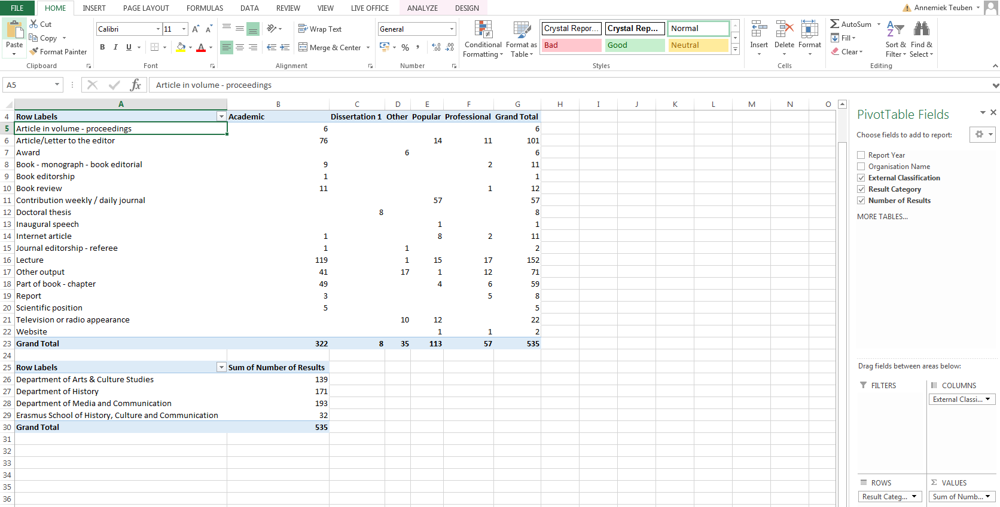 FILE HOME INSERT PAGE LAYOUT FORMULAS DATA REVIEW VIEW LIVE OFFICE ANALYZE DESIGN Annemiek Teuben
Paste Cut
Copy
Format Painter
Clipboard
Calibri 11
B I U A
Font
Wrap Text
Merge & Center
Alignment
General
%
Number
Conditional Formatting Format as Table
Crystal Repor... Crystal Rep... Normal
Bad Good Neutral
Styles
Insert Delete Format
Cells
AutoSum
Fill
Clear
Sort & Filter Find & Select
Editing
A5 fx Article in volume - proceedings
A B C D E F G H I J K L M N O
4 Row Labels Academic Dissertation 1 Other Popular Professional Grand Total
5 Article in volume - proceedings 6 6
6 Article/Letter to the editor 76 14 11 101
7 Award 6 6
8 Book - monograph - book editorial 9 2 11
9 Book editorship 1 1
10 Book review 11 1 12
11 Contribution weekly / daily journal 57 57
12 Doctoral thesis 8 8
13 Inaugural speech 1 1
14 Internet article 1 8 2 11
15 Journal editorship - referee 1 1 2
16 Lecture 119 1 15 17 152
17 Other output 41 17 1 12 71
18 Part of book - chapter 49 4 6 59
19 Report 3 5 8
20 Scientific position 5 5
21 Television or radio appearance 10 12 22
22 Website 1 1 2
23 Grand Total 322 8 35 113 57 535
24
25 Row Labels Sum of Number of Results
26 Department of Arts & Culture Studies 139
27 Department of History 171
28 Department of Media and Communication 193
29 Erasmus School of History, Culture and Communication 32
30 Grand Total 535
31
32
33
34
35
36
PivotTable Fields
Choose fields to add to report:
Report Year
Organisation Name
External Classification
Result Category
Number of Results
MORE TABLES...
Drag fields between areas below:
FILTERS COLUMNS
External Classi...
ROWS Σ VALUES
Result Categ... Sum of Numb...